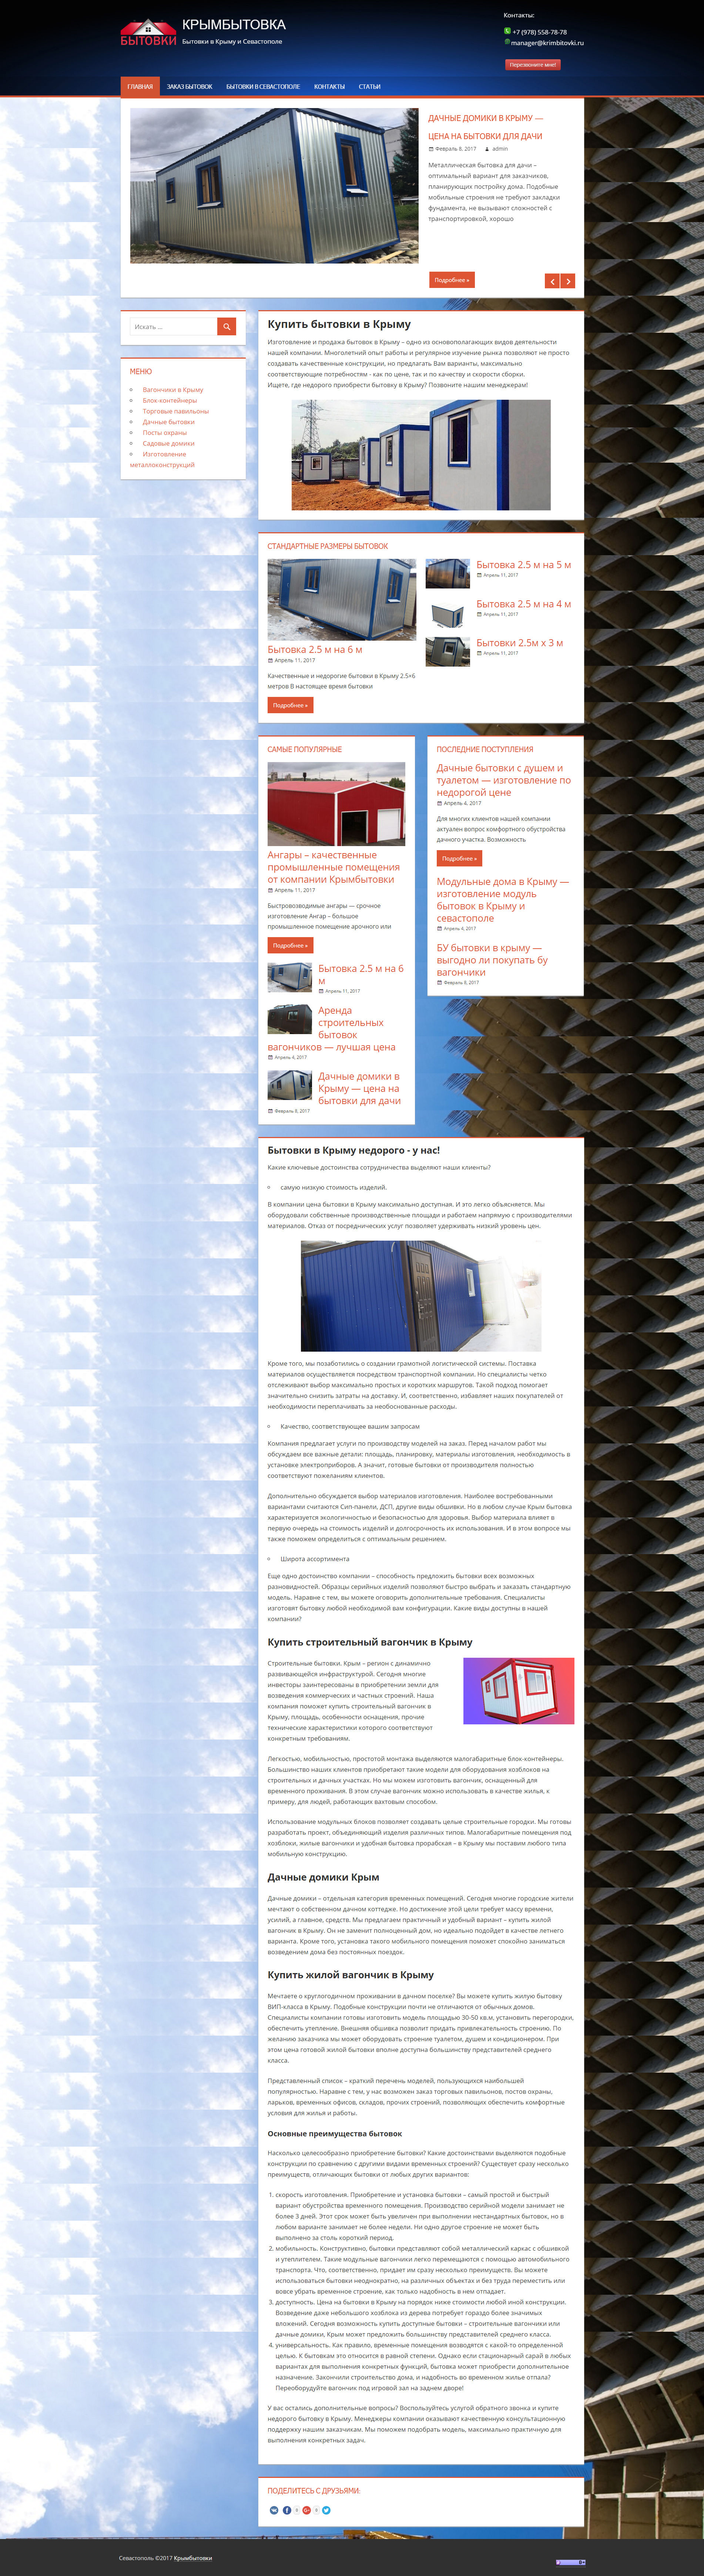 БЫТОВКИ
КРЫМБЫТОВКА
Бытовки в Крыму и Севастополе
Контакты:
+7 (978) 558-78-78
manager@krimbitovki.ru
Перезвоните мне!
ГЛАВНАЯ ЗАКАЗ БЫТОВОК БЫТОВКИ В СЕВАСТОПОЛЕ КОНТАКТЫ СТАТЬИ
ДАЧНЫЕ ДОМИКИ В КРЫМУ —
ЦЕНА НА БЫТОВКИ ДЛЯ ДАЧИ
Февраль 8, 2017 admin
Металлическая бытовка для дачи –
оптимальный вариант для заказчиков,
планирующих постройку дома. Подобные
мобильные строения не требуют закладки
фундамента, не вызывают сложностей с
транспортировкой, хорошо
Подробнее »
Искать …
МЕНЮ
Вагончики в Крыму
Блок-контейнеры
Торговые павильоны
Дачные бытовки
Посты охраны
Садовые домики
Изготовление
металлоконструкций
Купить бытовки в Крыму
Изготовление и продажа бытовок в Крыму – одно из основополагающих видов деятельности
нашей компании. Многолетний опыт работы и регулярное изучение рынка позволяют не просто
создавать качественные конструкции, но предлагать Вам варианты, максимально
соответствующие потребностям - как по цене, так и по качеству и скорости сборки.
Ищете, где недорого приобрести бытовку в Крыму? Позвоните нашим менеджерам!
СТАНДАРТНЫЕ РАЗМЕРЫ БЫТОВОК
Бытовка 2.5 м на 6 м
Апрель 11, 2017
Качественные и недорогие бытовки в Крыму 2.5×6
метров В настоящее время бытовки
Подробнее »
Бытовка 2.5 м на 5 м
Апрель 11, 2017
Бытовка 2.5 м на 4 м
Апрель 11, 2017
Бытовки 2.5м х 3 м
Апрель 11, 2017
САМЫЕ ПОПУЛЯРНЫЕ
Ангары – качественные
промышленные помещения
от компании Крымбытовки
Апрель 11, 2017
Быстровозводимые ангары — срочное
изготовление Ангар – большое
промышленное помещение арочного или
Подробнее »
Бытовка 2.5 м на 6
м
Апрель 11, 2017
Аренда
строительных
бытовок
вагончиков — лучшая цена
Апрель 4, 2017
Дачные домики в
Крыму — цена на
бытовки для дачи
Февраль 8, 2017
ПОСЛЕДНИЕ ПОСТУПЛЕНИЯ
Дачные бытовки с душем и
туалетом — изготовление по
недорогой цене
Апрель 4, 2017
Для многих клиентов нашей компании
актуален вопрос комфортного обустройства
дачного участка. Возможность
Подробнее »
Модульные дома в Крыму —
изготовление модуль
бытовок в Крыму и
севастополе
Апрель 4, 2017
БУ бытовки в крыму —
выгодно ли покупать бу
вагончики
Февраль 8, 2017
Бытовки в Крыму недорого - у нас!
Какие ключевые достоинства сотрудничества выделяют наши клиенты?
самую низкую стоимость изделий.
В компании цена бытовки в Крыму максимально доступная. И это легко объясняется. Мы
оборудовали собственные производственные площади и работаем напрямую с производителями
материалов. Отказ от посреднических услуг позволяет удерживать низкий уровень цен.
Кроме того, мы позаботились о создании грамотной логистической системы. Поставка
материалов осуществляется посредством транспортной компании. Но специалисты четко
отслеживают выбор максимально простых и коротких маршрутов. Такой подход помогает
значительно снизить затраты на доставку. И, соответственно, избавляет наших покупателей от
необходимости переплачивать за необоснованные расходы.
Качество, соответствующее вашим запросам
Компания предлагает услуги по производству моделей на заказ. Перед началом работ мы
обсуждаем все важные детали: площадь, планировку, материалы изготовления, необходимость в
установке электроприборов. А значит, готовые бытовки от производителя полностью
соответствуют пожеланиям клиентов.
Дополнительно обсуждается выбор материалов изготовления. Наиболее востребованными
вариантами считаются Сип-панели, ДСП, другие виды обшивки. Но в любом случае Крым бытовка
характеризуется экологичностью и безопасностью для здоровья. Выбор материала влияет в
первую очередь на стоимость изделий и долгосрочность их использования. И в этом вопросе мы
также поможем определиться с оптимальным решением.
Широта ассортимента
Еще одно достоинство компании – способность предложить бытовки всех возможных
разновидностей. Образцы серийных изделий позволяют быстро выбрать и заказать стандартную
модель. Наравне с тем, вы можете оговорить дополнительные требования. Специалисты
изготовят бытовку любой необходимой вам конфигурации. Какие виды доступны в нашей
компании?
Купить строительный вагончик в Крыму
Строительные бытовки. Крым – регион с динамично
развивающейся инфраструктурой. Сегодня многие
инвесторы заинтересованы в приобретении земли для
возведения коммерческих и частных строений. Наша
компания поможет купить строительный вагончик в
Крыму, площадь, особенности оснащения, прочие
технические характеристики которого соответствуют
конкретным требованиям.
Легкостью, мобильностью, простотой монтажа выделяются малогабаритные блок-контейнеры.
Большинство наших клиентов приобретают такие модели для оборудования хозблоков на
строительных и дачных участках. Но мы можем изготовить вагончик, оснащенный для
временного проживания. В этом случае вагончик можно использовать в качестве жилья, к
примеру, для людей, работающих вахтовым способом.
Использование модульных блоков позволяет создавать целые строительные городки. Мы готовы
разработать проект, объединяющий изделия различных типов. Малогабаритные помещения под
хозблоки, жилые вагончики и удобная бытовка прорабская – в Крыму мы поставим любого типа
мобильную конструкцию.
Дачные домики Крым
Дачные домики – отдельная категория временных помещений. Сегодня многие городские жители
мечтают о собственном дачном коттедже. Но достижение этой цели требует массу времени,
усилий, а главное, средств. Мы предлагаем практичный и удобный вариант – купить жилой
вагончик в Крыму. Он не заменит полноценный дом, но идеально подойдет в качестве летнего
варианта. Кроме того, установка такого мобильного помещения поможет спокойно заниматься
возведением дома без постоянных поездок.
Купить жилой вагончик в Крыму
Мечтаете о круглогодичном проживании в дачном поселке? Вы можете купить жилую бытовку
ВИП-класса в Крыму. Подобные конструкции почти не отличаются от обычных домов.
Специалисты компании готовы изготовить модель площадью 30-50 кв.м, установить перегородки,
обеспечить утепление. Внешняя обшивка позволит придать привлекательность строению. По
желанию заказчика мы может оборудовать строение туалетом, душем и кондиционером. При
этом цена готовой жилой бытовки вполне доступна большинству представителей среднего
класса.
Представленный список – краткий перечень моделей, пользующихся наибольшей
популярностью. Наравне с тем, у нас возможен заказ торговых павильонов, постов охраны,
ларьков, временных офисов, складов, прочих строений, позволяющих обеспечить комфортные
условия для жилья и работы.
Основные преимущества бытовок
Насколько целесообразно приобретение бытовки? Какие достоинствами выделяются подобные
конструкции по сравнению с другими видами временных строений? Существует сразу несколько
преимуществ, отличающих бытовки от любых других вариантов:
1. скорость изготовления. Приобретение и установка бытовки – самый простой и быстрый
вариант обустройства временного помещения. Производство серийной модели занимает не
более 3 дней. Этот срок может быть увеличен при выполнении нестандартных бытовок, но в
любом варианте занимает не более недели. Ни одно другое строение не может быть
выполнено за столь короткий период.
2. мобильность. Конструктивно, бытовки представляют собой металлический каркас с обшивкой
и утеплителем. Такие модульные вагончики легко перемещаются с помощью автомобильного
транспорта. Что, соответственно, придает им сразу несколько преимуществ. Вы можете
использоваться бытовки неоднократно, на различных объектах и без труда переместить или
вовсе убрать временное строение, как только надобность в нем отпадает.
3. доступность. Цена на бытовки в Крыму на порядок ниже стоимости любой иной конструкции.
Возведение даже небольшого хозблока из дерева потребует гораздо более значимых
вложений. Сегодня возможность купить доступные бытовки – строительные вагончики или
дачные домики, Крым может предложить большинству представителей среднего класса.
4. универсальность. Как правило, временные помещения возводятся с какой-то определенной
целью. К бытовкам это относится в равной степени. Однако если стационарный сарай в любых
вариантах для выполнения конкретных функций, бытовка может приобрести дополнительное
назначение. Закончили строительство дома, и надобность во временном жилье отпала?
Переоборудуйте вагончик под игровой зал на заднем дворе!
У вас остались дополнительные вопросы? Воспользуйтесь услугой обратного звонка и купите
недорого бытовку в Крыму. Менеджеры компании оказывают качественную консультационную
поддержку нашим заказчикам. Мы поможем подобрать модель, максимально практичную для
выполнения конкретных задач.
ПОДЕЛИТЕСЬ С ДРУЗЬЯМИ:
0 0
Севастополь ©2017 Крымбытовки